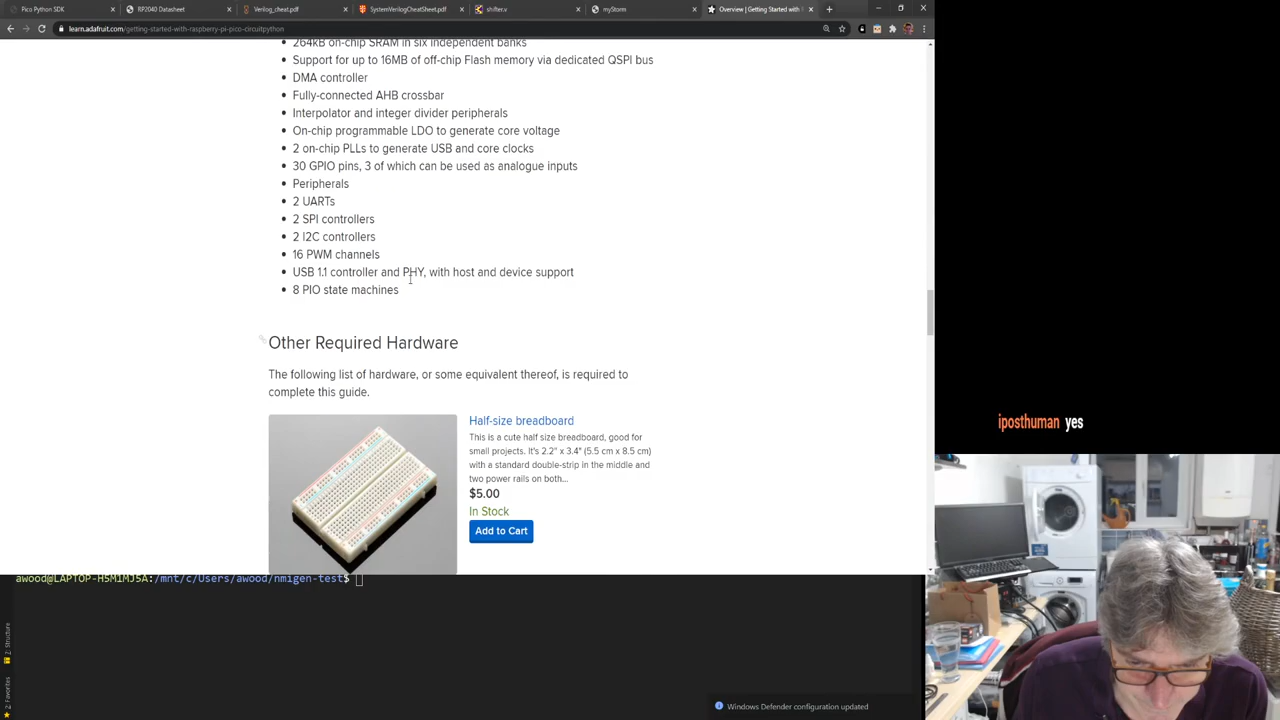 Pico Python SDK
RP2040 Datasheet
Verilog_cheat.pdf
SystemVerilogCheatSheet.pdf
shifter.v
myStorm
Overview | Getting Started with R
learn.adafruit.com/getting-started-with-raspberry-pi-pico-circuitpython
264kB on-chip SRAM in six independent banks
Support for up to 16MB of off-chip Flash memory via dedicated QSPI bus
DMA controller
Fully-connected AHB crossbar
Interpolator and integer divider peripherals
On-chip programmable LDO to generate core voltage
2 on-chip PLLs to generate USB and core clocks
30 GPIO pins, 3 of which can be used as analogue inputs
Peripherals
2 UARTs
2 SPI controllers
2 I2C controllers
16 PWM channels
USB 1.1 controller and PHY, with host and device support
8 PIO state machines
Other Required Hardware
The following list of hardware, or some equivalent thereof, is required to
complete this guide.
Half-size breadboard
This is a cute half size breadboard, good for
small projects. It's 2.2" x 3.4" (5.5 cm x 8.5 cm)
with a standard double-strip in the middle and
two power rails on both...
$5.00
In Stock
Add to Cart
iposthuman yes
awood@LAPTOP-H5M1MJ5A:/mnt/c/Users/awood/nmigen-test$
Z: Structure
2: Favorites
Windows Defender configuration updated